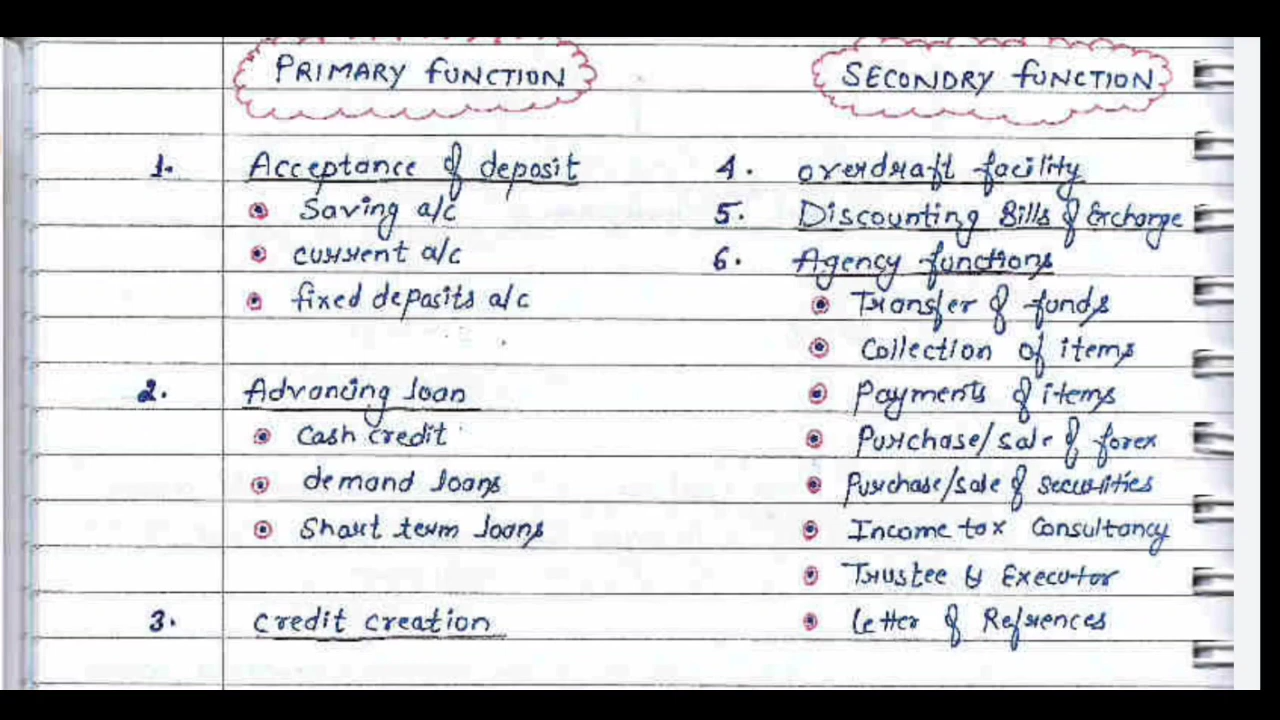 PRIMARY FUNCTION
1. Acceptance of deposit
Saving a/c
current a/c
fixed deposits a/c
2. Advancing loan
Cash credit
demand loans
Short term loans
3. Credit creation
SECONDRY FUNCTION
4. overdraft facility
5. Discounting Bills of Exchange
6. Agency functions
Transfer of funds
Collection of items
Payments of items
Purchase/sale of forex
Purchase/sale of securities
Income tox Consultancy
Trustee & Executor
Letter of Refrences